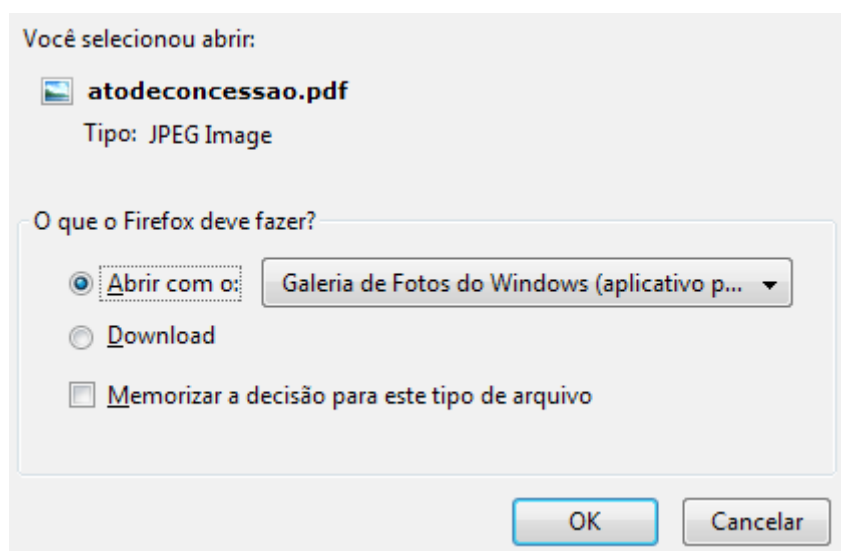 Você selecionou abrir:
atodeconcessao.pdf
Tipo: JPEG Image
O que o Firefox deve fazer?
Abrir com o: Galeria de Fotos do Windows (aplicativo p...
Download
Memorizar a decisão para este tipo de arquivo
OK Cancelar